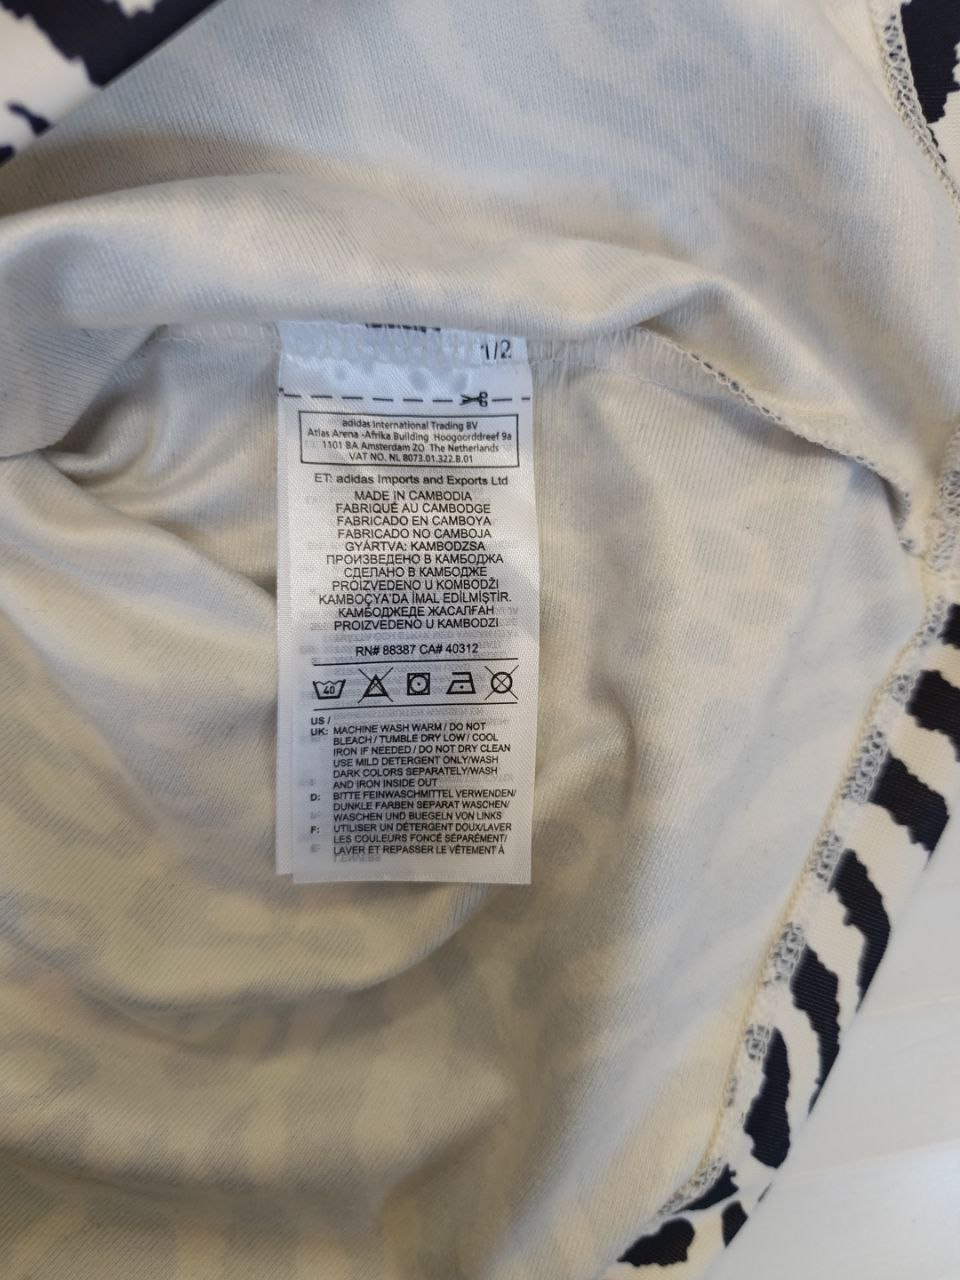 1/2
adidas International Trading BV
Atlas Arena -Afrika Building Hoogoorddreef 9a
1101 BA Amsterdam ZO The Netherlands
VAT NO. NL 8073.01.322.B.01
ET: adidas Imports and Exports Ltd
MADE IN CAMBODIA
FABRIQUÉ AU CAMBODGE
FABRICADO EN CAMBOYA
FABRICADO NO CAMBOJA
GYÁRTVA: KAMBODZSA
ПРОИЗВЕДЕНО В КАМБОДЖА
СДЕЛАНО В КАМБОДЖЕ
PROIZVEDENO U KOMBODŽI
KAMBOÇYA'DA İMAL EDİLMİŞTİR.
КАМБОДЖЕДЕ ЖАСАЛҒАН
PROIZVEDENO U KAMBODZI
RN# 88387 CA# 40312
40
US /
UK: MACHINE WASH WARM / DO NOT
BLEACH / TUMBLE DRY LOW / COOL
IRON IF NEEDED / DO NOT DRY CLEAN
USE MILD DETERGENT ONLY/WASH
DARK COLORS SEPARATELY/WASH
AND IRON INSIDE OUT
D: BITTE FEINWASCHMITTEL VERWENDEN/
DUNKLE FARBEN SEPARAT WASCHEN/
WASCHEN UND BUEGELN VON LINKS
F: UTILISER UN DÉTERGENT DOUX/LAVER
LES COULEURS FONCÉ SÉPARÉMENT/
LAVER ET REPASSER LE VÊTEMENT À